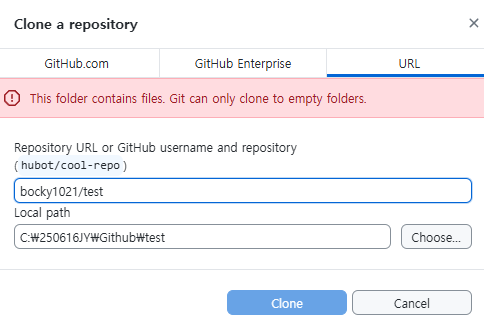 Clone a repository
GitHub.com
GitHub Enterprise
URL
This folder contains files. Git can only clone to empty folders.
Repository URL or GitHub username and repository
(hubot/cool-repo)
bocky1021/test
Local path
C:₩250616JY₩Github₩test
Choose...
Clone
Cancel